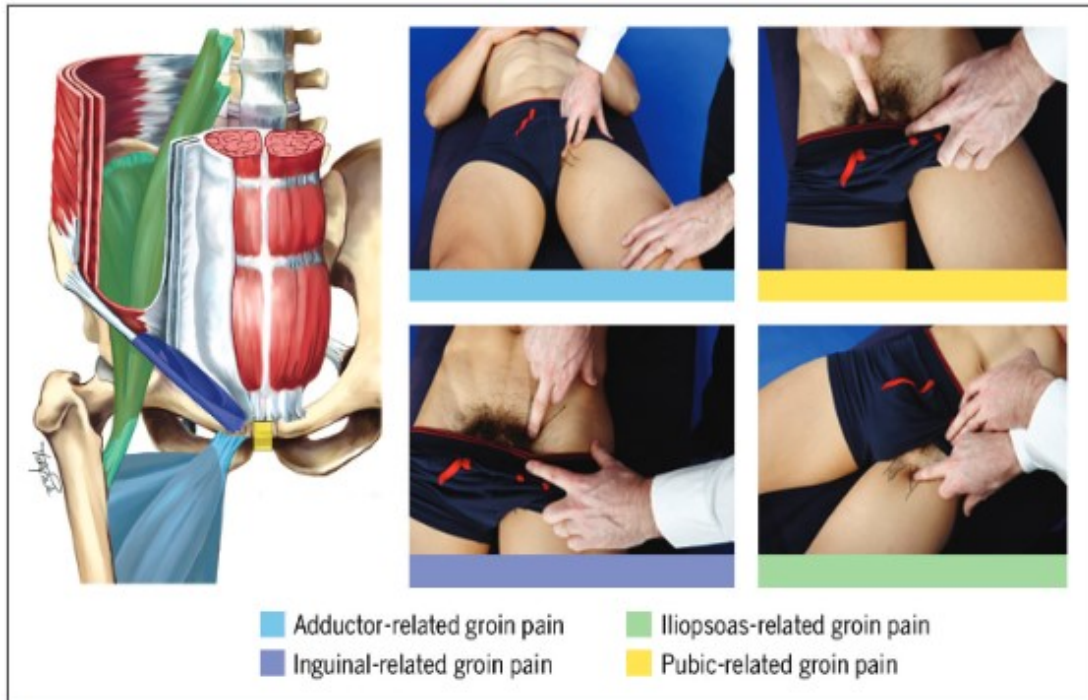 Adductor-related groin pain
Iliopsoas-related groin pain
Inguinal-related groin pain
Pubic-related groin pain